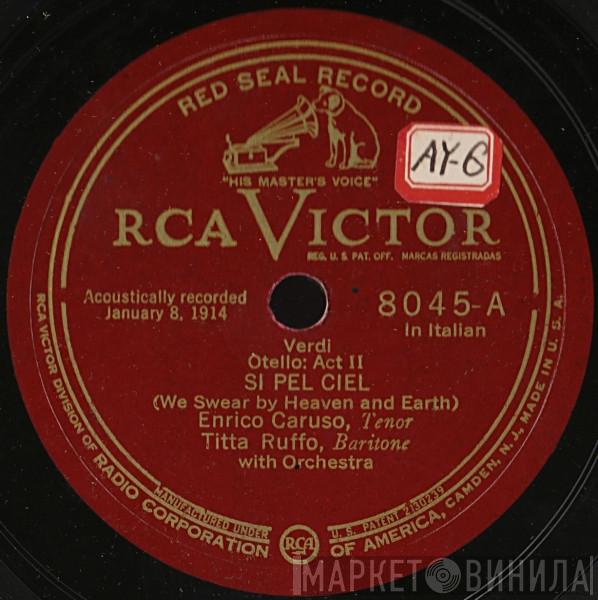 RED SEAL RECORD
"HIS MASTER'S VOICE"
AY-6
RCA VICTOR
REG. U. S. PAT. OFF. MARCAS REGISTRADAS
Acoustically recorded
January 8, 1914
8045-A
In Italian
Verdi
Otello: Act II
SI PEL CIEL
(We Swear by Heaven and Earth)
Enrico Caruso, Tenor
Titta Ruffo, Baritone
with Orchestra
MANUFACTURED UNDER U. S. PATENT 2130239
RCA VICTOR DIVISION OF RADIO CORPORATION OF AMERICA, CAMDEN, N. J., MADE IN U. S. A.
RCA
МАРКЕТ ВИНИЛА